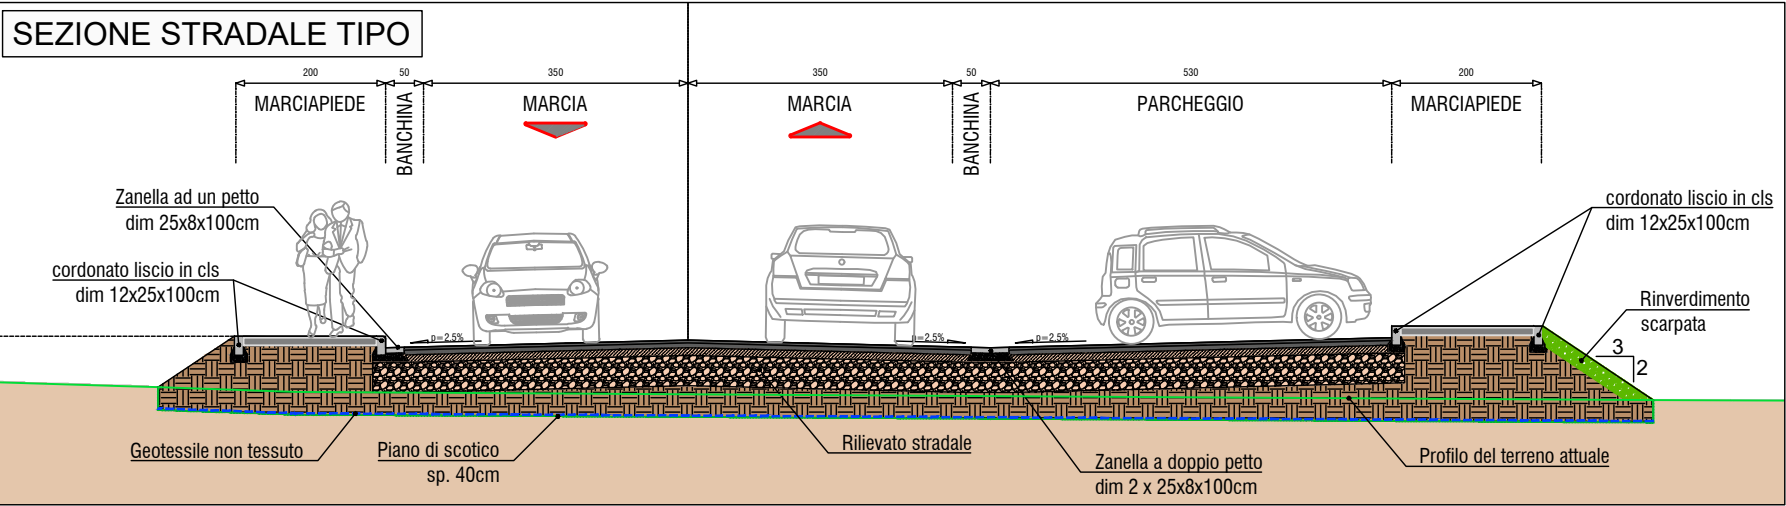 SEZIONE STRADALE TIPO
200
50
350
350
50
530
200
MARCIAPIEDE
BANCHINA
MARCIA
MARCIA
BANCHINA
PARCHEGGIO
MARCIAPIEDE
Zanella ad un petto
dim 25x8x100cm
cordonato liscio in cls
dim 12x25x100cm
cordonato liscio in cls
dim 12x25x100cm
Rinverdimento
scarpata
3
2
p=2.5%
p=2.5%
p=2.5%
Geotessile non tessuto
Piano di scotico
sp. 40cm
Rilievato stradale
Zanella a doppio petto
dim 2 x 25x8x100cm
Profilo del terreno attuale